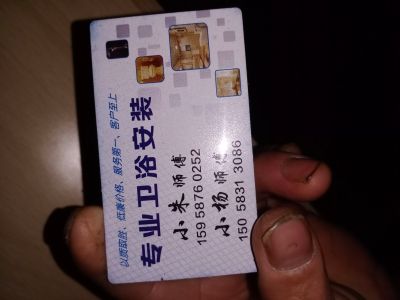 以质取胜、低廉价格、服务第一、客户至上
专业卫浴安装
小朱师傅
159 5876 0252
小杨师傅
150 5831 3086